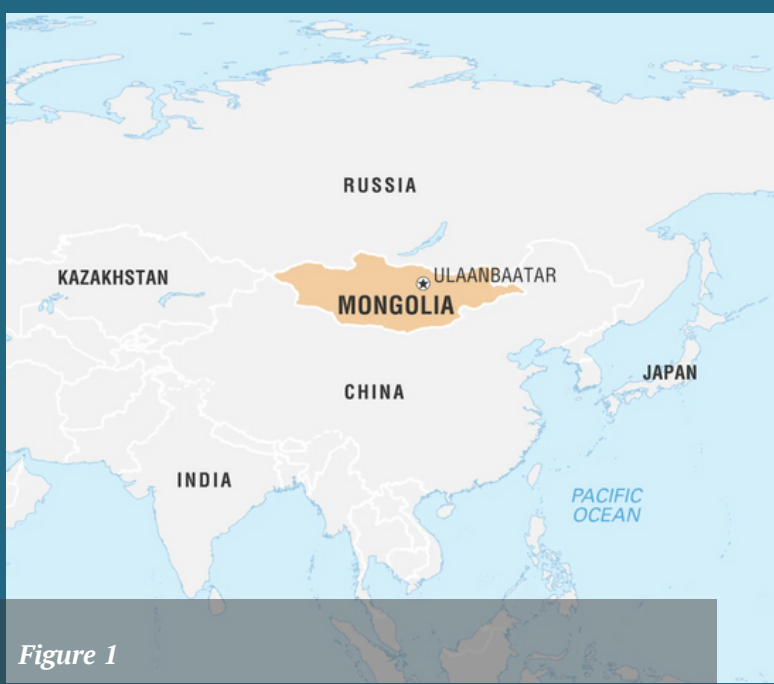 RUSSIA
KAZAKHSTAN
ULAANBAATAR
MONGOLIA
JAPAN
CHINA
INDIA
PACIFIC
OCEAN
Figure 1